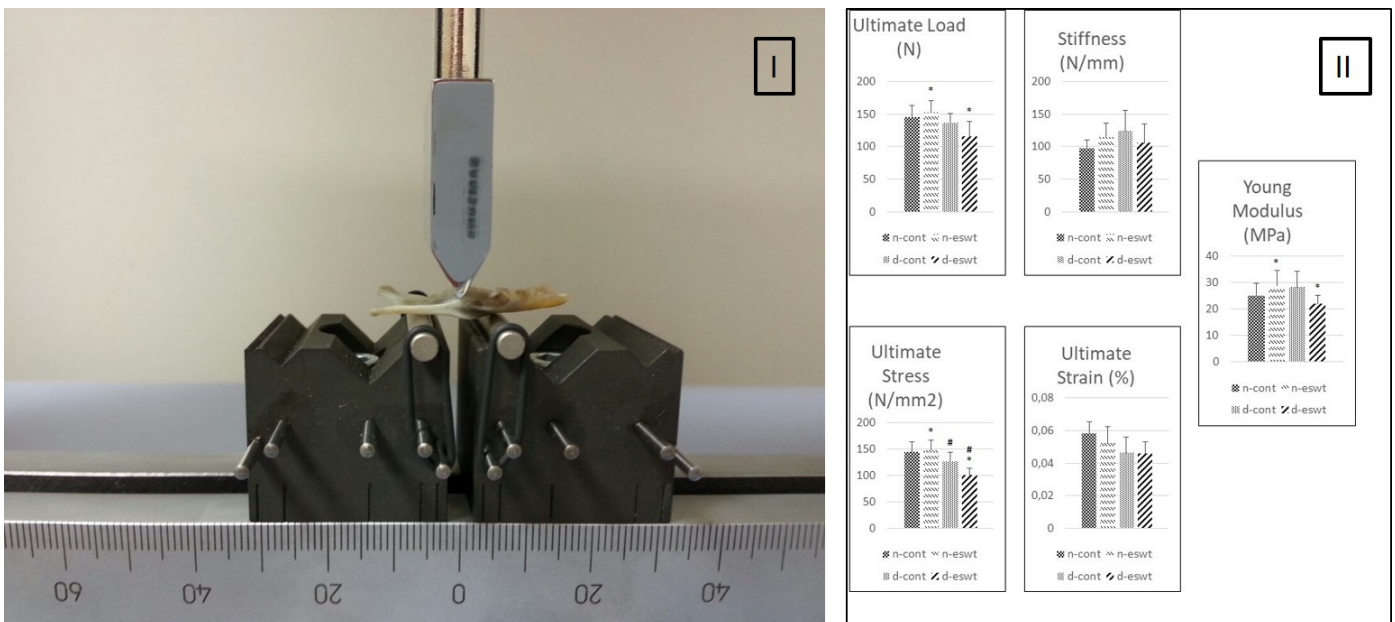 I
60 40 20 0 20 40
II
Ultimate Load
(N)
200
150
100
50
0
* *
n-cont n-eswt
d-cont d-eswt
Stiffness
(N/mm)
200
150
100
50
0
n-cont n-eswt
d-cont d-eswt
Young
Modulus
(MPa)
40
30
20
10
0
* *
n-cont n-eswt
d-cont d-eswt
Ultimate
Stress
(N/mm2)
200
150
100
50
0
* # #
*
n-cont n-eswt
d-cont d-eswt
Ultimate
Strain (%)
0,08
0,06
0,04
0,02
0
n-cont n-eswt
d-cont d-eswt